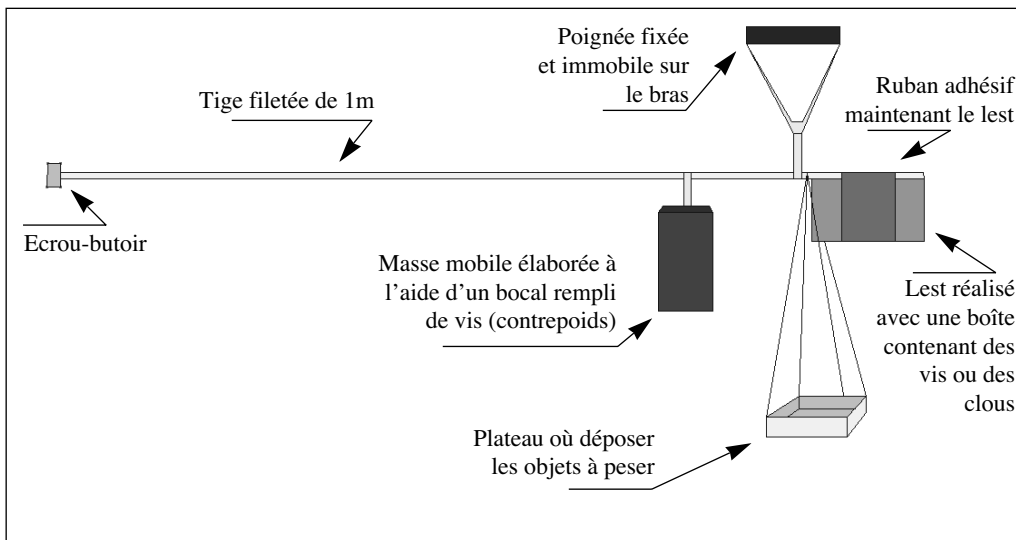 Poignée fixée
et immobile sur
le bras
Ruban adhésif
maintenant le lest
Tige filetée de 1m
Ecrou-butoir
Masse mobile élaborée à
l'aide d'un bocal rempli
de vis (contrepoids)
Lest réalisé
avec une boîte
contenant des
vis ou des
clous
Plateau où déposer
les objets à peser